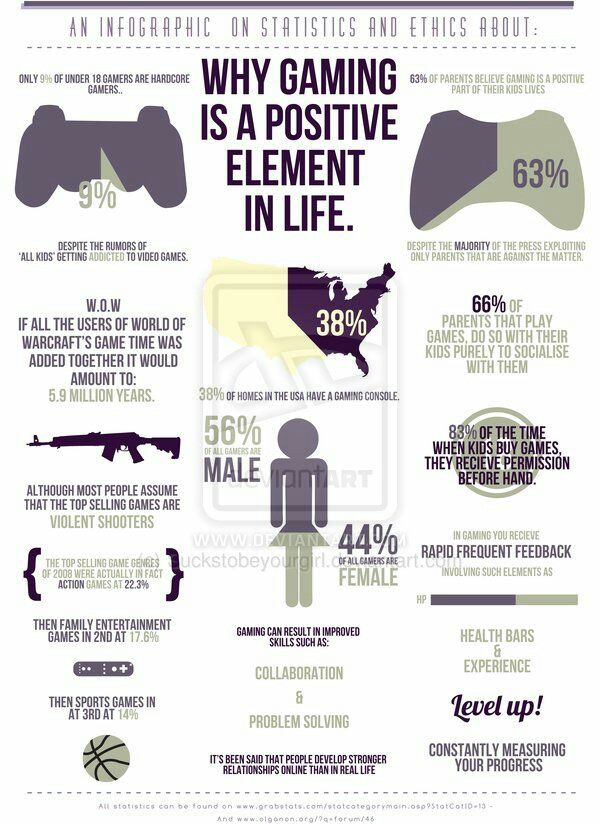 AN INFOGRAPHIC ON STATISTICS AND ETHICS ABOUT:
ONLY 9% OF UNDER 18 GAMERS ARE HARDCORE
GAMERS..
9%
DESPITE THE RUMORS OF
'ALL KIDS' GETTING ADDICTED TO VIDEO GAMES.
WHY GAMING
IS A POSITIVE
ELEMENT
IN LIFE.
63% OF PARENTS BELIEVE GAMING IS A POSITIVE
PART OF THEIR KIDS LIVES
63%
DESPITE THE MAJORITY OF THE PRESS EXPLOITING
ONLY PARENTS THAT ARE AGAINST THE MATTER.
W.O.W
IF ALL THE USERS OF WORLD OF
WARCRAFT'S GAME TIME WAS
ADDED TOGETHER IT WOULD
AMOUNT TO:
5.9 MILLION YEARS.
38%
38% OF HOMES IN THE USA HAVE A GAMING CONSOLE.
66% OF
PARENTS THAT PLAY
GAMES, DO SO WITH THEIR
KIDS PURELY TO SOCIALISE
WITH THEM
56%
OF ALL GAMERS ARE
MALE
83% OF THE TIME
WHEN KIDS BUY GAMES,
THEY RECIEVE PERMISSION
BEFORE HAND.
deviantART
WWW.DEVIANTART.COM
ALTHOUGH MOST PEOPLE ASSUME
THAT THE TOP SELLING GAMES ARE
VIOLENT SHOOTERS
44%
OF ALL GAMERS ARE
FEMALE
IN GAMING YOU RECIEVE
RAPID FREQUENT FEEDBACK
INVOLVING SUCH ELEMENTS AS
THE TOP SELLING GAME GENRES
OF 2008 WERE ACTUALLY IN FACT
ACTION GAMES AT 22.3%
HP
THEN FAMILY ENTERTAINMENT
GAMES IN 2ND AT 17.6%
GAMING CAN RESULT IN IMPROVED
SKILLS SUCH AS:
COLLABORATION
&
PROBLEM SOLVING
HEALTH BARS
&
EXPERIENCE
Level up!
THEN SPORTS GAMES IN
AT 3RD AT 14%
IT'S BEEN SAID THAT PEOPLE DEVELOP STRONGER
RELATIONSHIPS ONLINE THAN IN REAL LIFE
CONSTANTLY MEASURING
YOUR PROGRESS
All statistics can be found on www.grabstats.com/statcategorymain.asp?StatCatID=13 -
And www.olganon.org/?q=forum/46